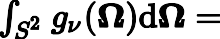 ∫_{S²} g_ν(𝛀)d𝛀 =